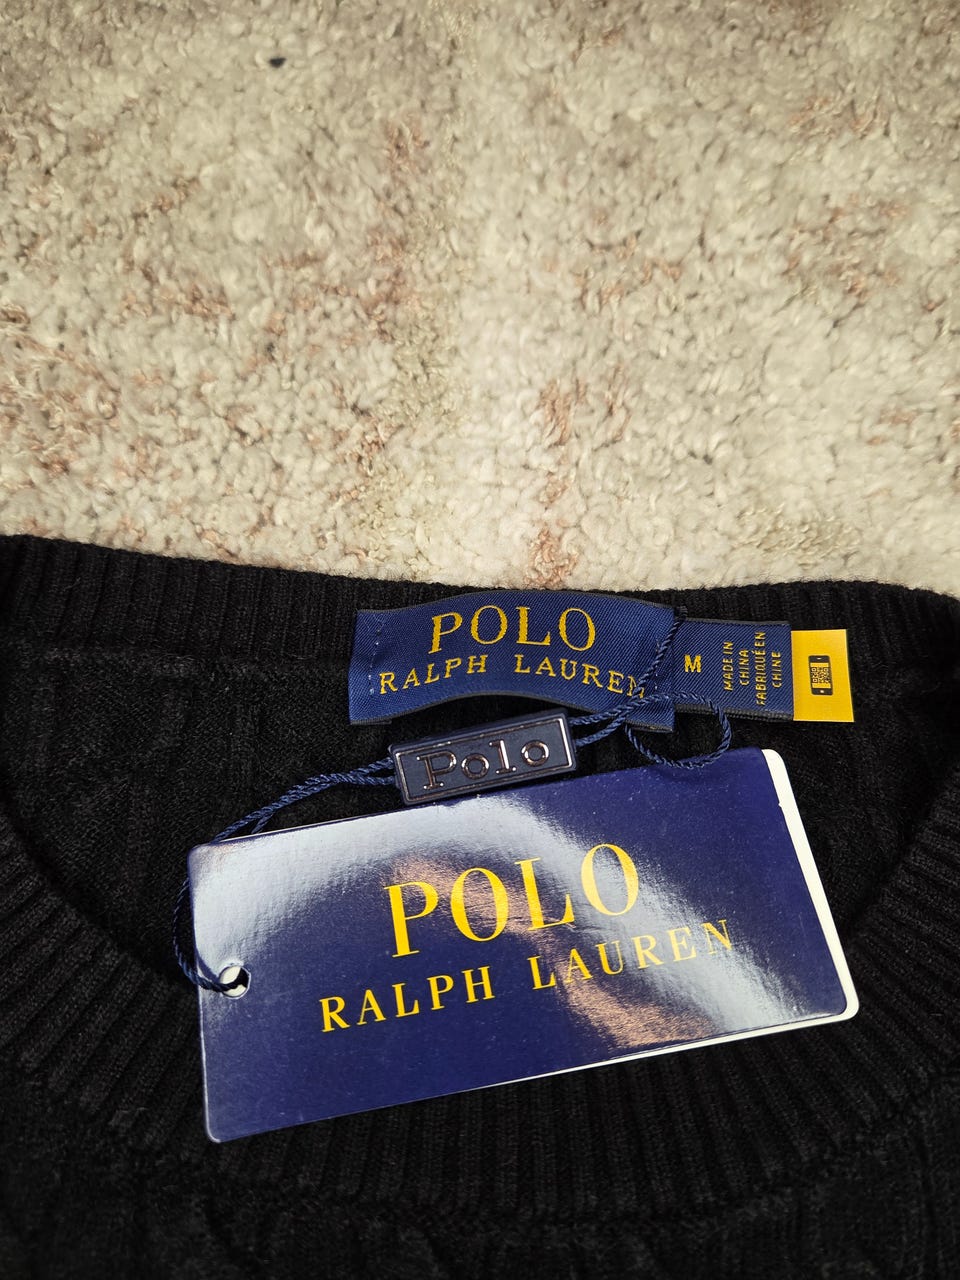 POLO
RALPH LAUREN
M
MADE IN
CHINA
FABRIQUÉ EN
CHINE
Polo
POLO
RALPH LAUREN